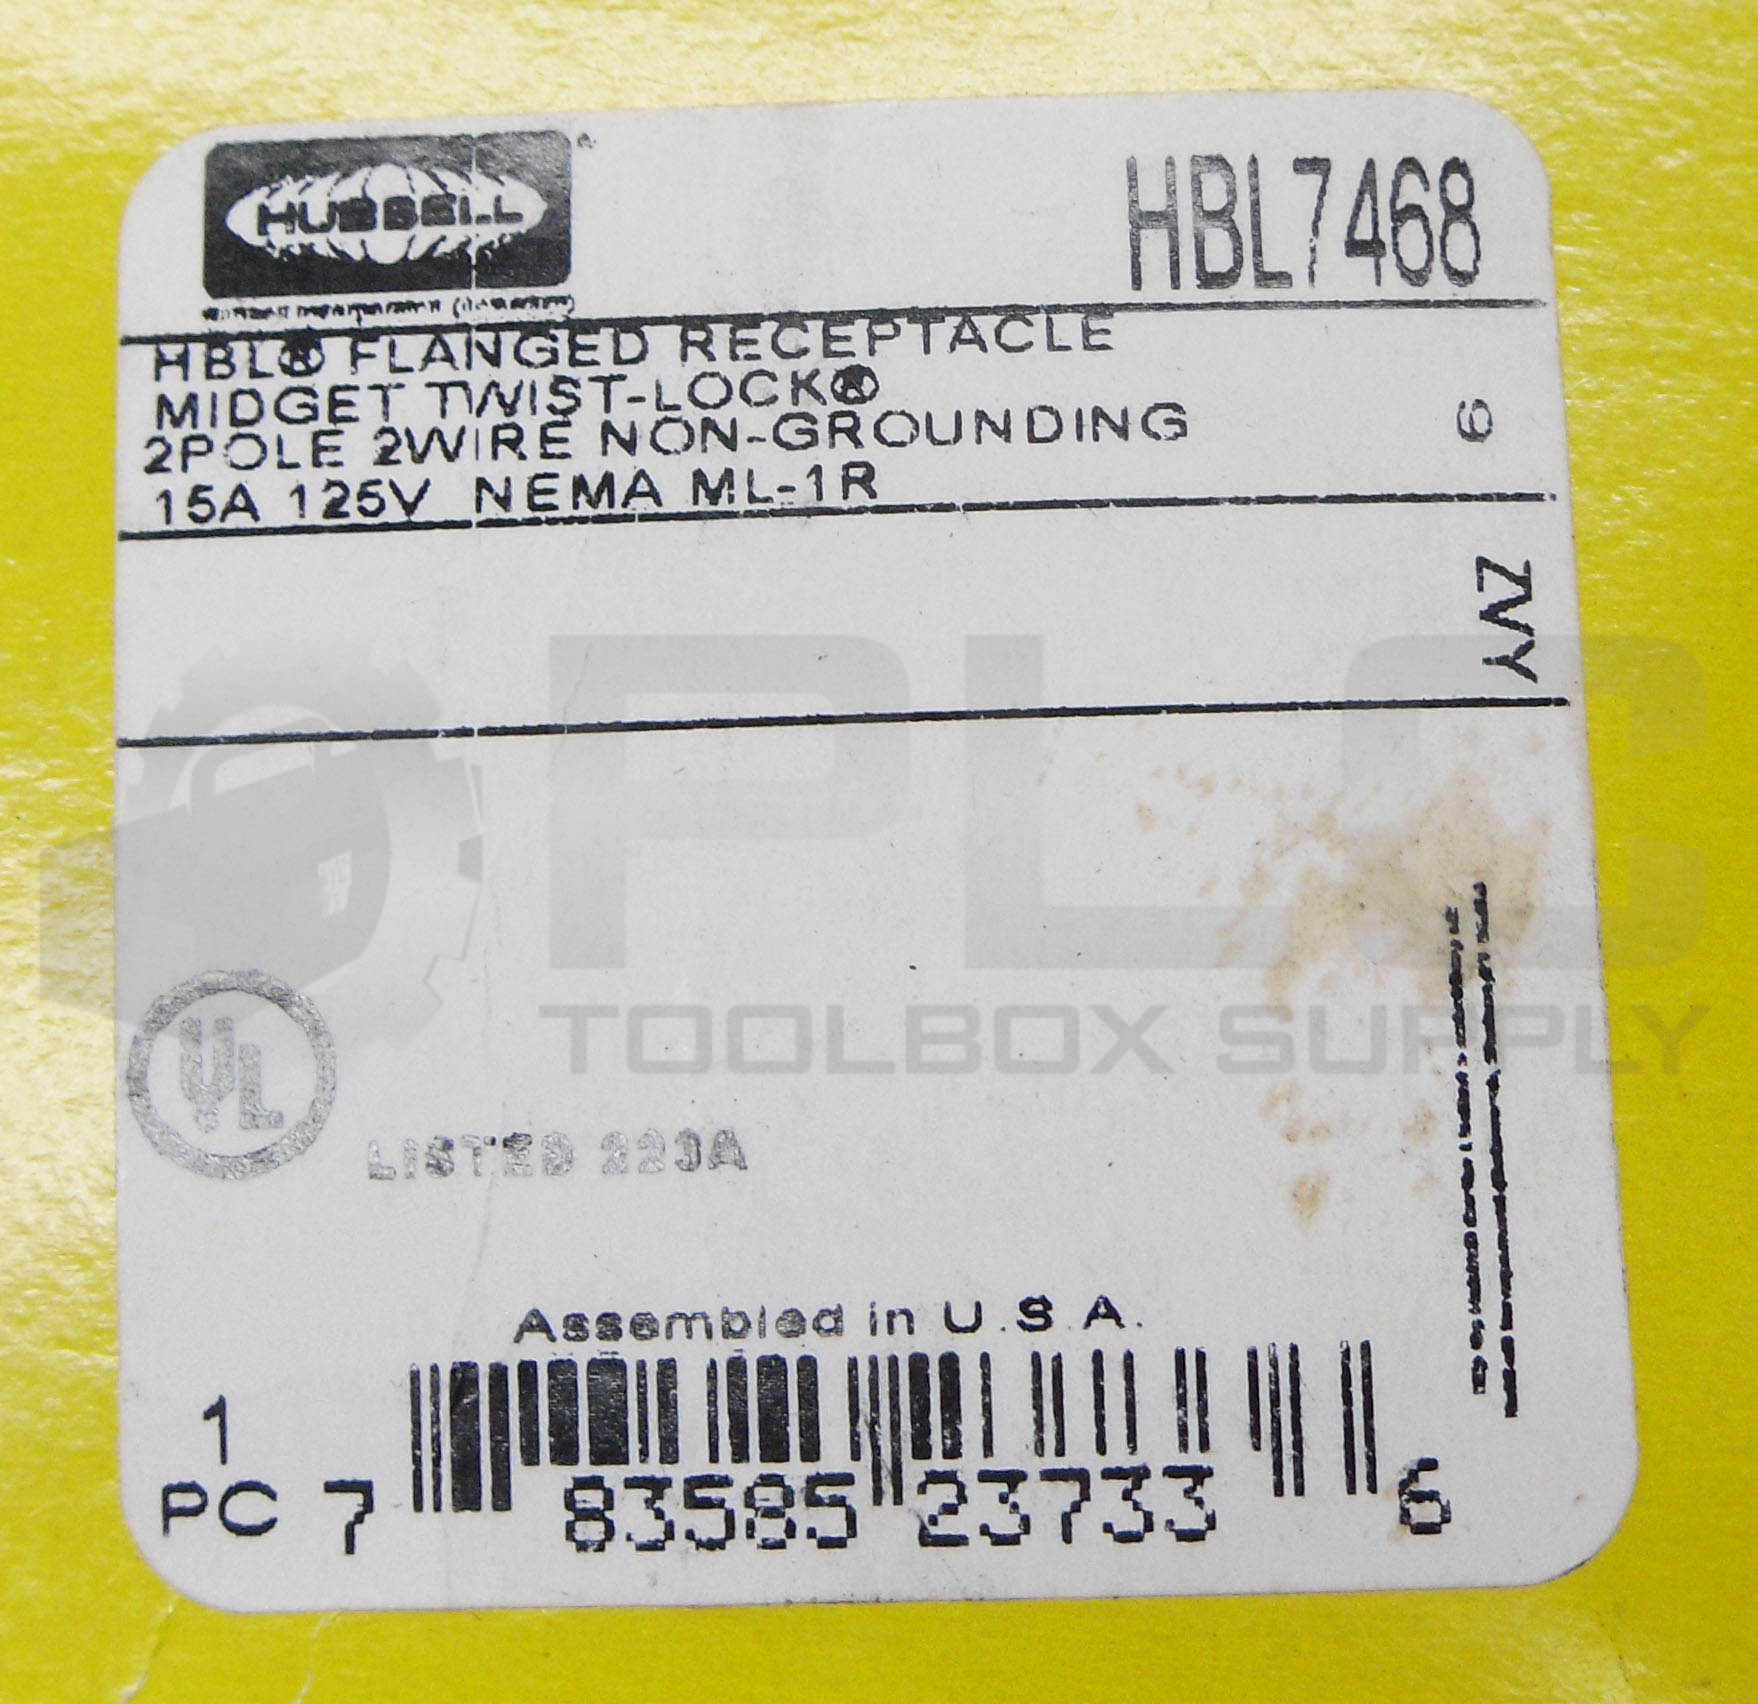 HUBBELL
HBL7468
HBL® FLANGED RECEPTACLE
MIDGET TWIST-LOCK®
2POLE 2WIRE NON-GROUNDING
15A 125V NEMA ML-1R
6
ZVY
PLC
TOOLBOX SUPPLY
UL
LISTED 223A
Assembled in U.S.A.
1
PC 7 83585 23733 6